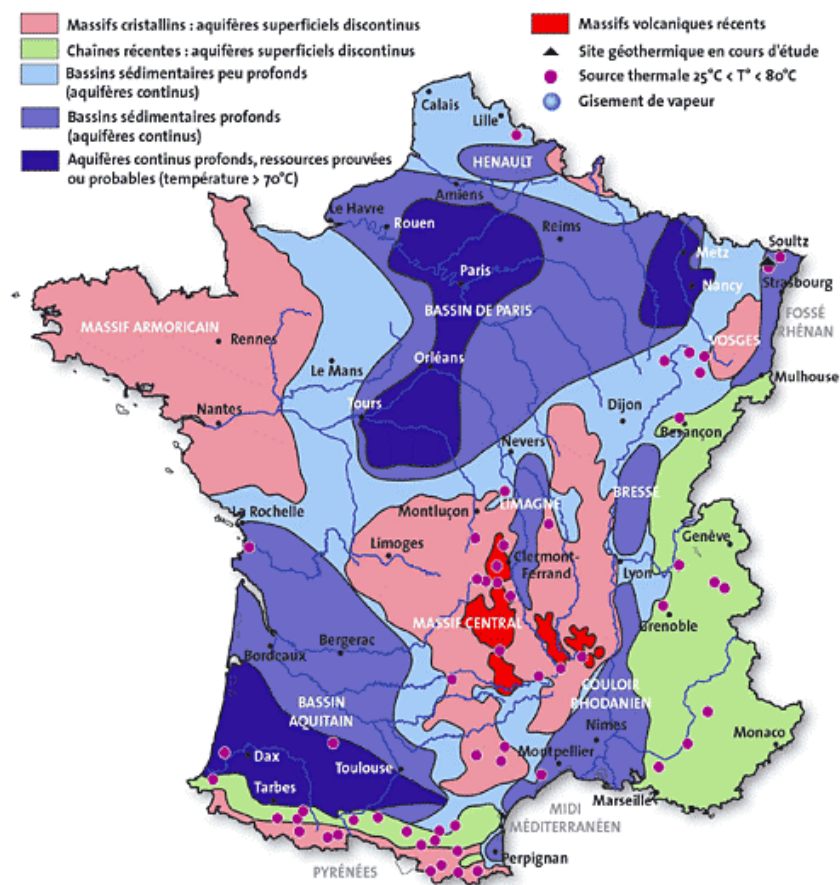 Massifs cristallins : aquifères superficiels discontinus
Chaînes récentes : aquifères superficiels discontinus
Bassins sédimentaires peu profonds
(aquifères continus)
Bassins sédimentaires profonds
(aquifères continus)
Aquifères continus profonds, ressources prouvées
ou probables (température > 70°C)
Massifs volcaniques récents
Site géothermique en cours d'étude
Source thermale 25°C < T° < 80°C
Gisement de vapeur
Calais
Lille
HENAULT
Amiens
Le Havre
Rouen
Reims
Soultz
Metz
Paris
Strasbourg
Nancy
BASSIN DE PARIS
FOSSÉ
RHÉNAN
MASSIF ARMORICAIN
Rennes
VOSGES
Orléans
Le Mans
Mulhouse
Tours
Nantes
Dijon
Besançon
Nevers
BRESSE
LIMAGNE
La Rochelle
Montluçon
Genève
Limoges
Clermont-
Ferrand
Lyon
MASSIF CENTRAL
Grenoble
Bergerac
Bordeaux
COULOIR
RHODANIEN
BASSIN
AQUITAIN
Nimes
Monaco
Dax
Toulouse
Montpellier
Tarbes
Marseille
MIDI
MÉDITERRANÉEN
Perpignan
PYRÉNÉES